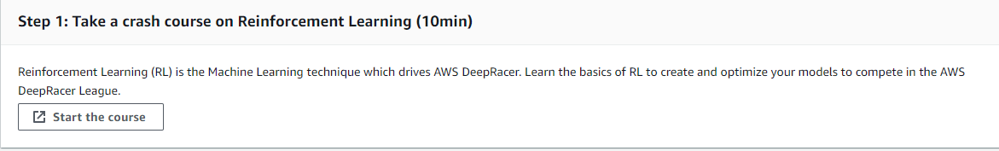 Step 1: Take a crash course on Reinforcement Learning (10min)
Reinforcement Learning (RL) is the Machine Learning technique which drives AWS DeepRacer. Learn the basics of RL to create and optimize your models to compete in the AWS
DeepRacer League.
Start the course